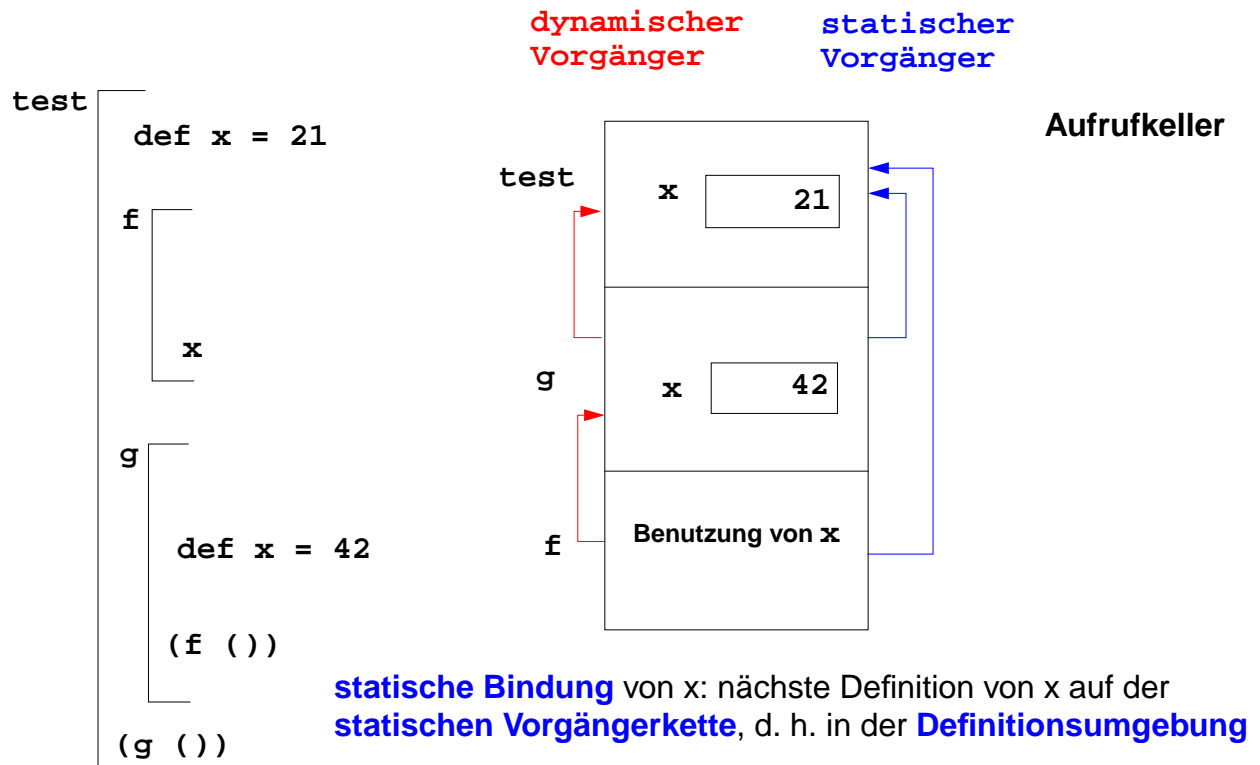 dynamischer
Vorgänger
statischer
Vorgänger
test
def x = 21
f
x
g
def x = 42
(f ())
(g ())
Aufrufkeller
test
x 21
g
x 42
f
Benutzung von x
statische Bindung von x: nächste Definition von x auf der
statischen Vorgängerkette, d. h. in der Definitionsumgebung